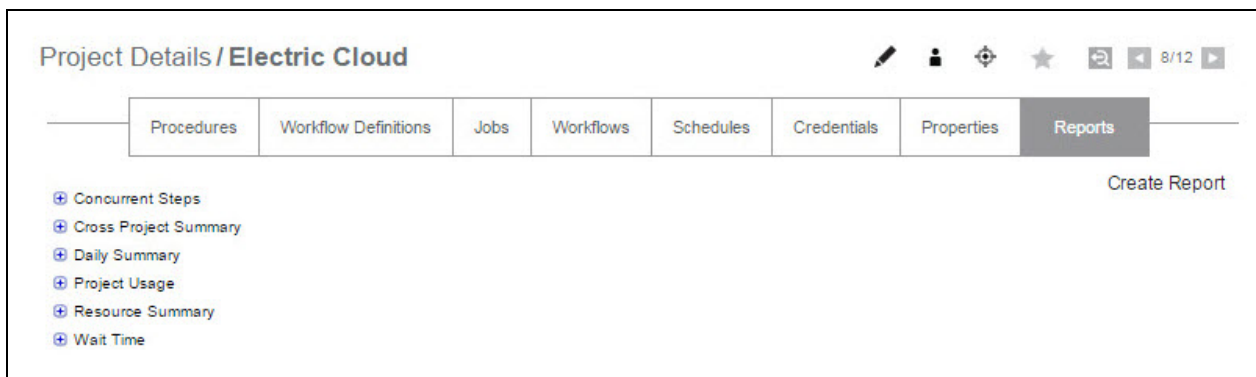 Project Details / Electric Cloud
8/12
Procedures Workflow Definitions Jobs Workflows Schedules Credentials Properties Reports
Create Report
Concurrent Steps
Cross Project Summary
Daily Summary
Project Usage
Resource Summary
Wait Time